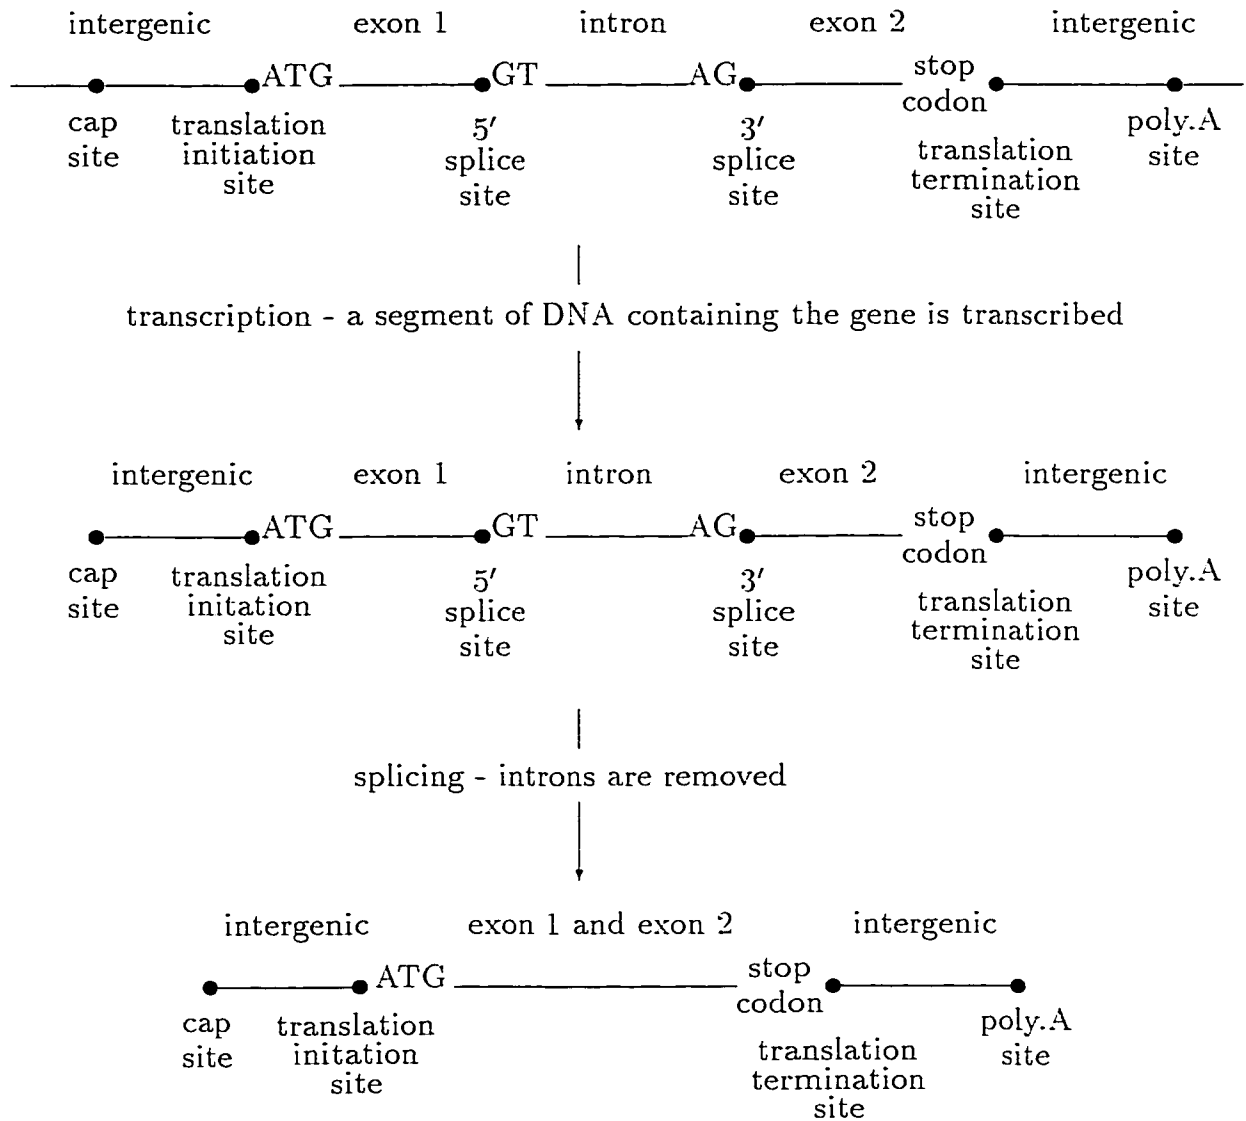 intergenic exon 1 intron exon 2 intergenic
ATG GT AG stop
codon
cap translation 5′ 3′ poly.A
site initiation splice splice translation site
site site site termination
site
transcription - a segment of DNA containing the gene is transcribed
intergenic exon 1 intron exon 2 intergenic
ATG GT AG stop
codon
cap translation 5′ 3′ poly.A
site initation splice splice translation site
site site site termination
site
splicing - introns are removed
intergenic exon 1 and exon 2 intergenic
ATG stop
codon
cap translation poly.A
site initation translation site
site termination
site